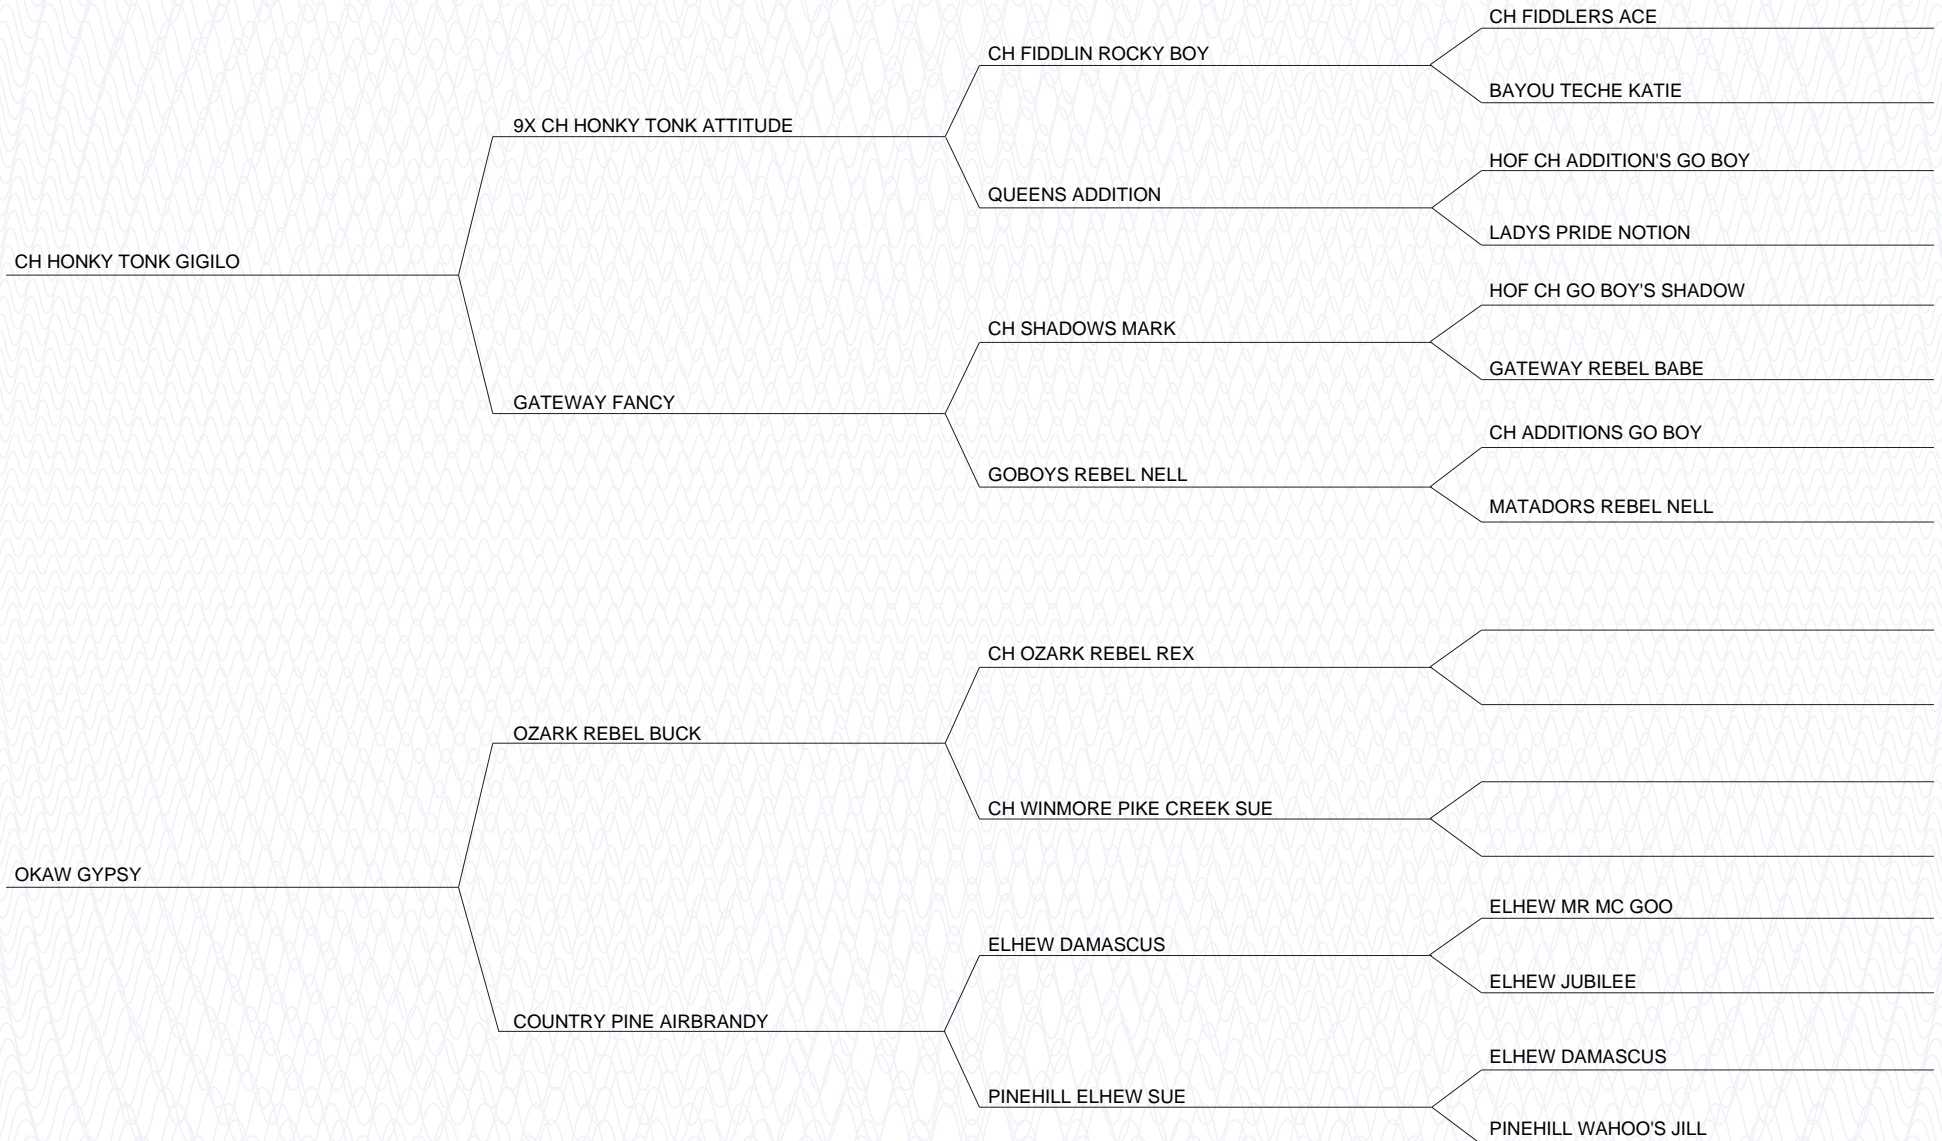 CH FIDDLERS ACE
CH FIDDLIN ROCKY BOY
BAYOU TECHE KATIE
9X CH HONKY TONK ATTITUDE
HOF CH ADDITION'S GO BOY
QUEENS ADDITION
LADYS PRIDE NOTION
CH HONKY TONK GIGILO
HOF CH GO BOY'S SHADOW
CH SHADOWS MARK
GATEWAY REBEL BABE
GATEWAY FANCY
CH ADDITIONS GO BOY
GOBOYS REBEL NELL
MATADORS REBEL NELL
CH OZARK REBEL REX
OZARK REBEL BUCK
CH WINMORE PIKE CREEK SUE
OKAW GYPSY
ELHEW MR MC GOO
ELHEW DAMASCUS
ELHEW JUBILEE
COUNTRY PINE AIRBRANDY
ELHEW DAMASCUS
PINEHILL ELHEW SUE
PINEHILL WAHOO'S JILL